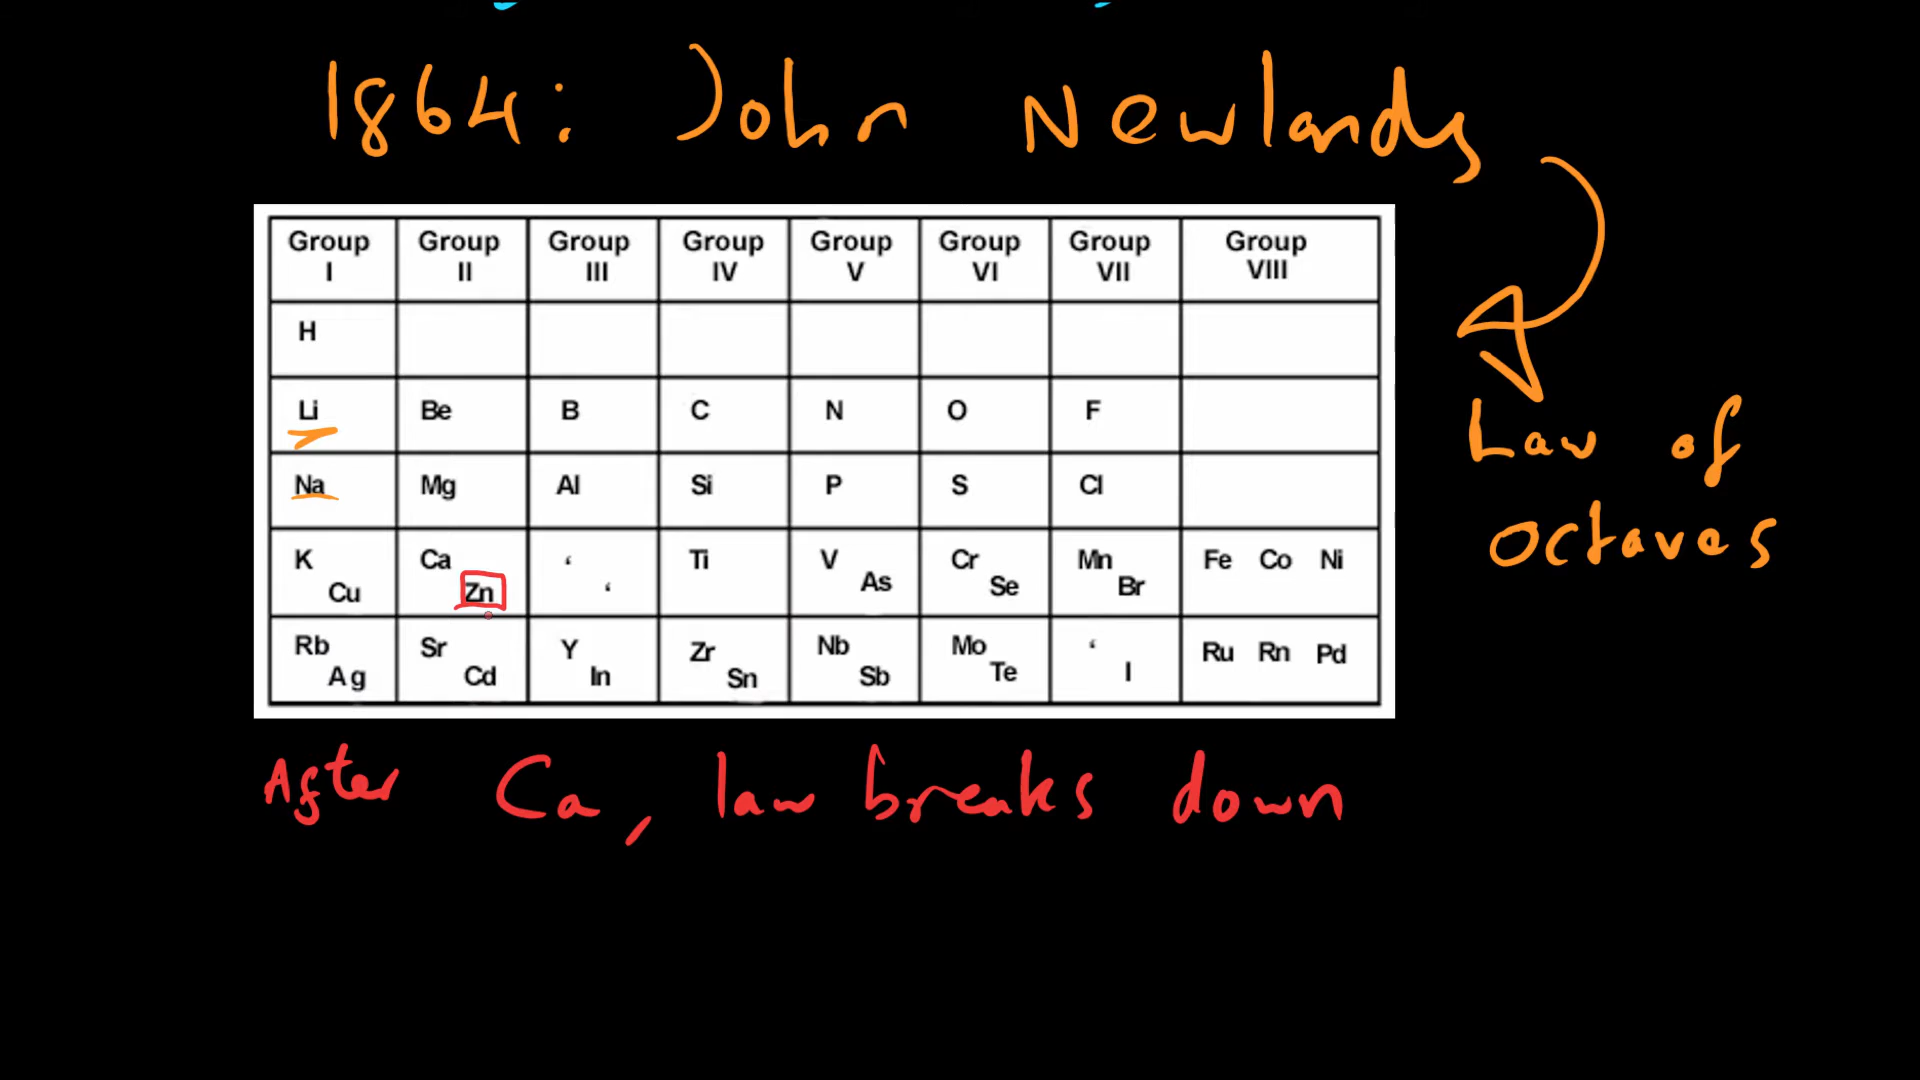 1864: John Newlands
Group I Group II Group III Group IV Group V Group VI Group VII Group VIII
H
Li Be B C N O F
Na Mg Al Si P S Cl
K Cu Ca Zn ‘ ‘ Ti V As Cr Se Mn Br Fe Co Ni
Rb Ag Sr Cd Y In Zr Sn Nb Sb Mo Te ‘ I Ru Rn Pd
Law of
octaves
After Ca, law breaks down